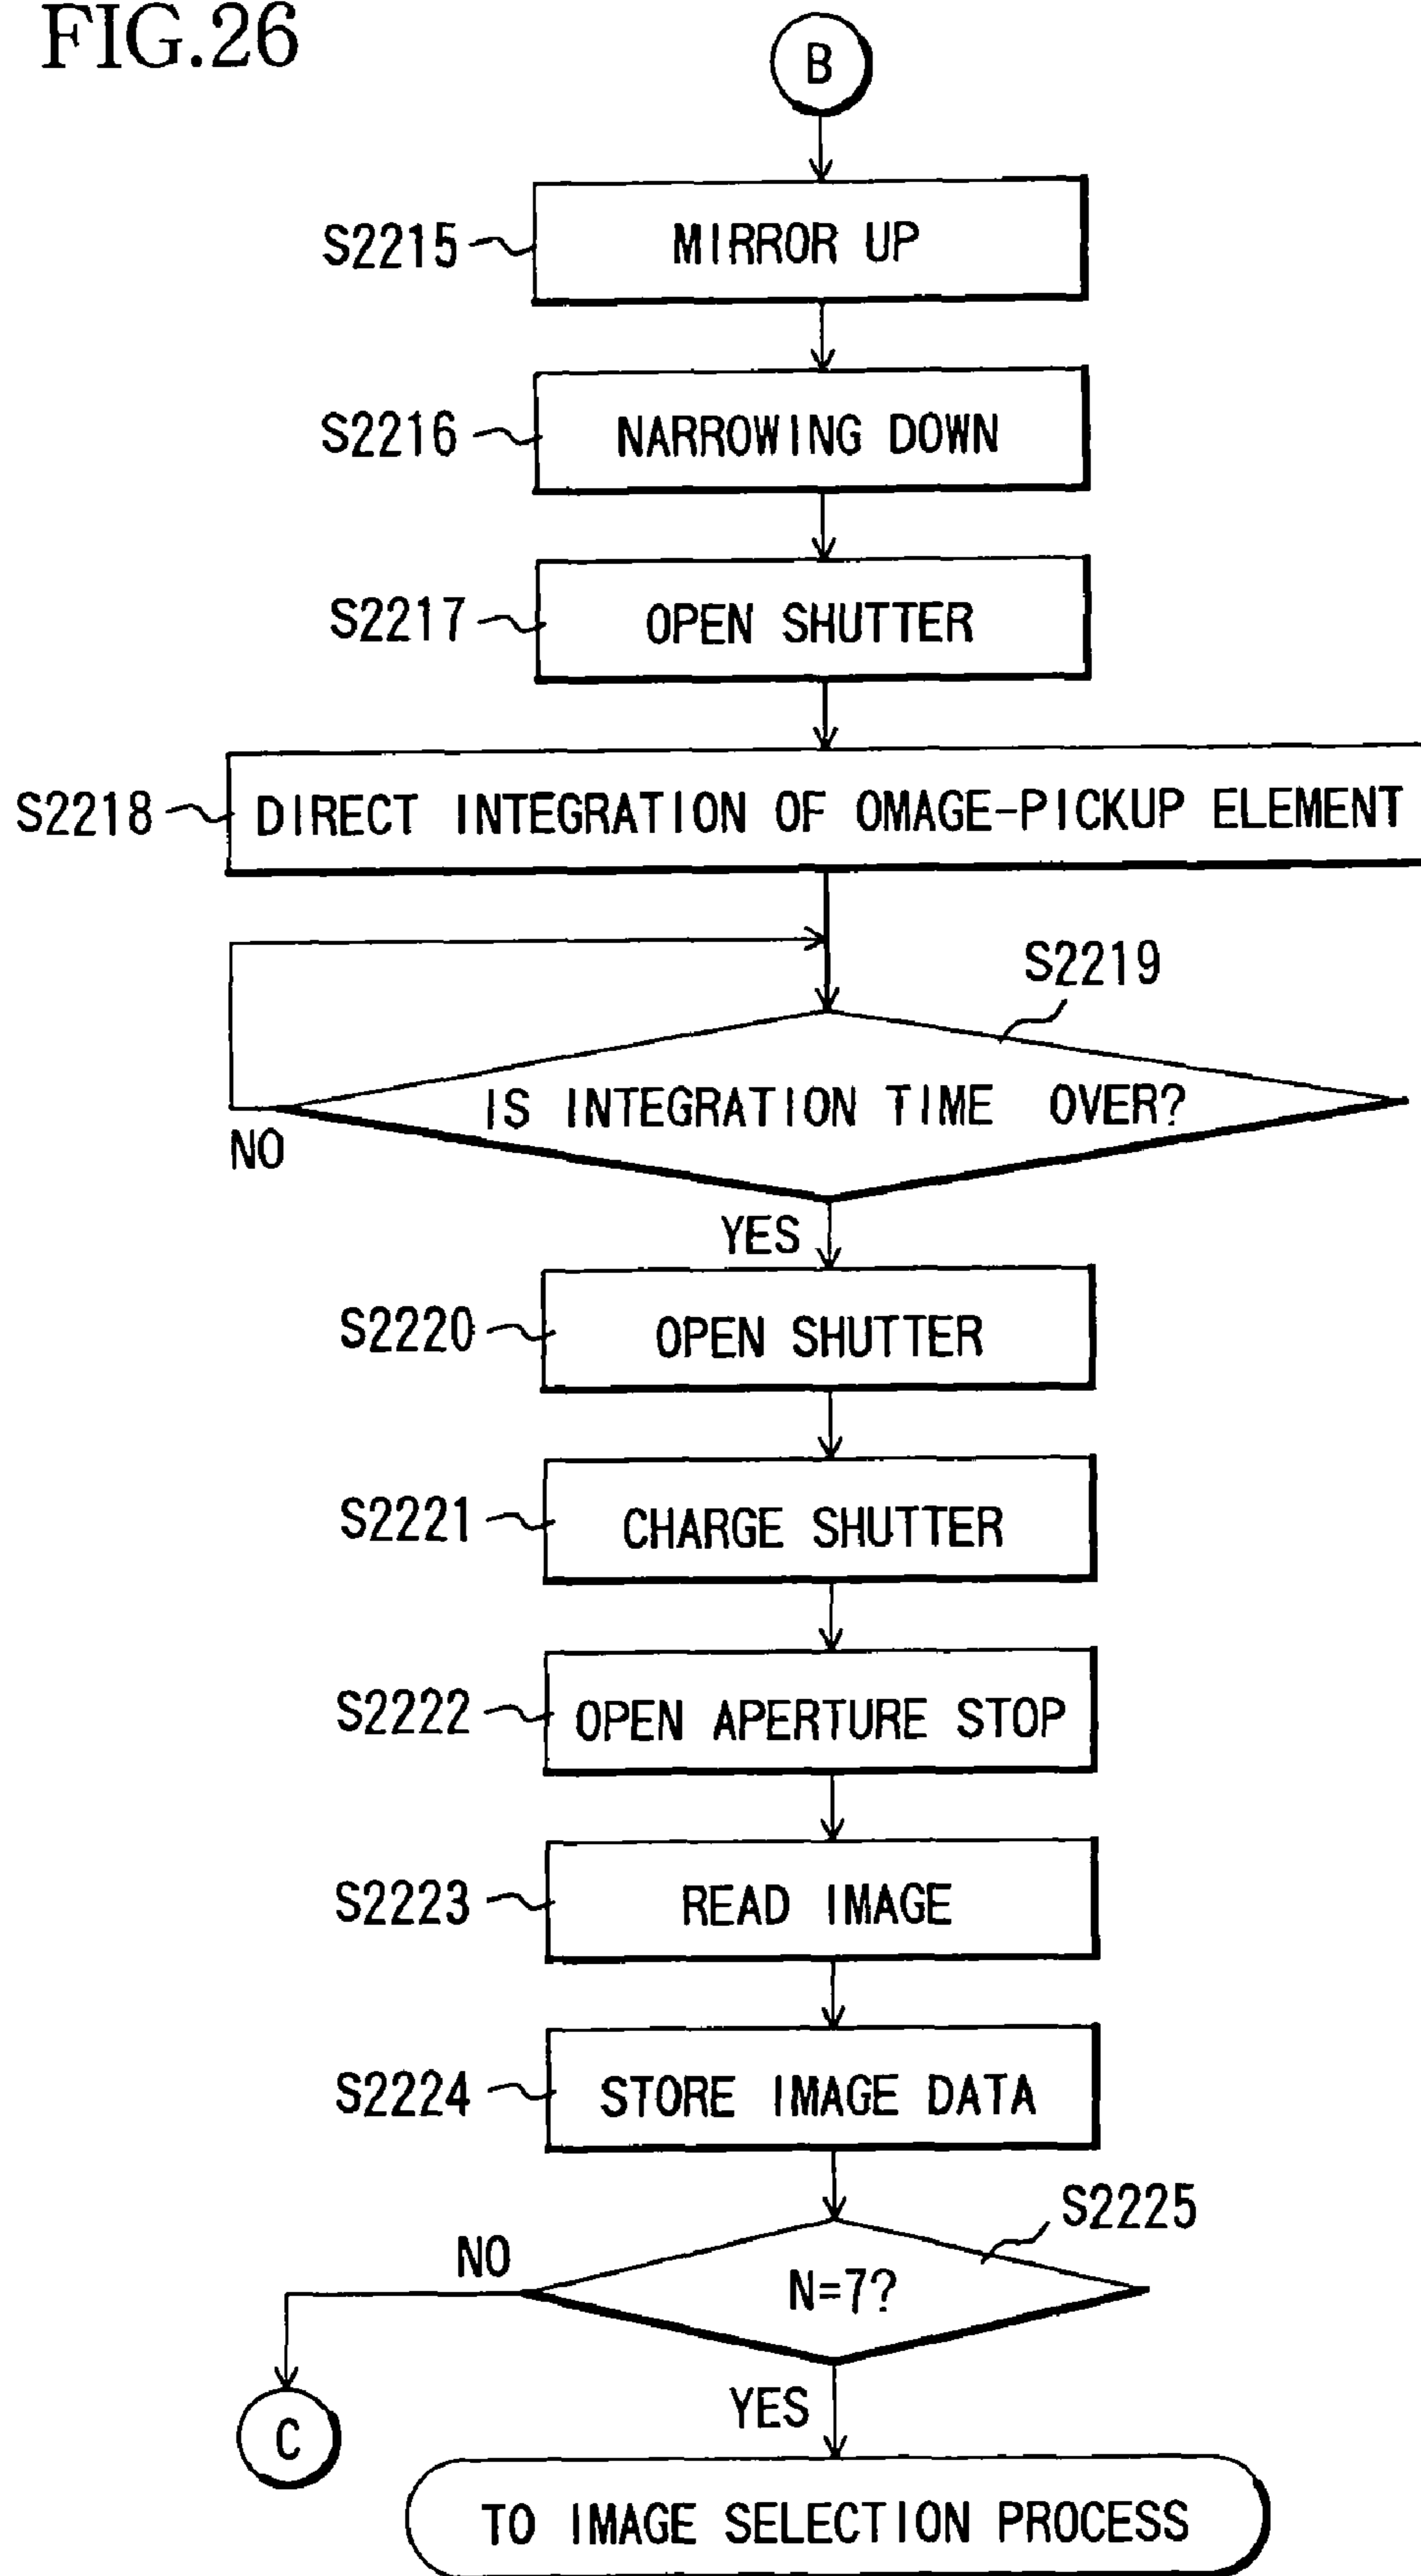 FIG.26
B
S2215 MIRROR UP
S2216 NARROWING DOWN
S2217 OPEN SHUTTER
S2218 DIRECT INTEGRATION OF OMAGE-PICKUP ELEMENT
S2219
IS INTEGRATION TIME OVER?
NO
YES
S2220 OPEN SHUTTER
S2221 CHARGE SHUTTER
S2222 OPEN APERTURE STOP
S2223 READ IMAGE
S2224 STORE IMAGE DATA
S2225
NO
N=7?
YES
C
TO IMAGE SELECTION PROCESS